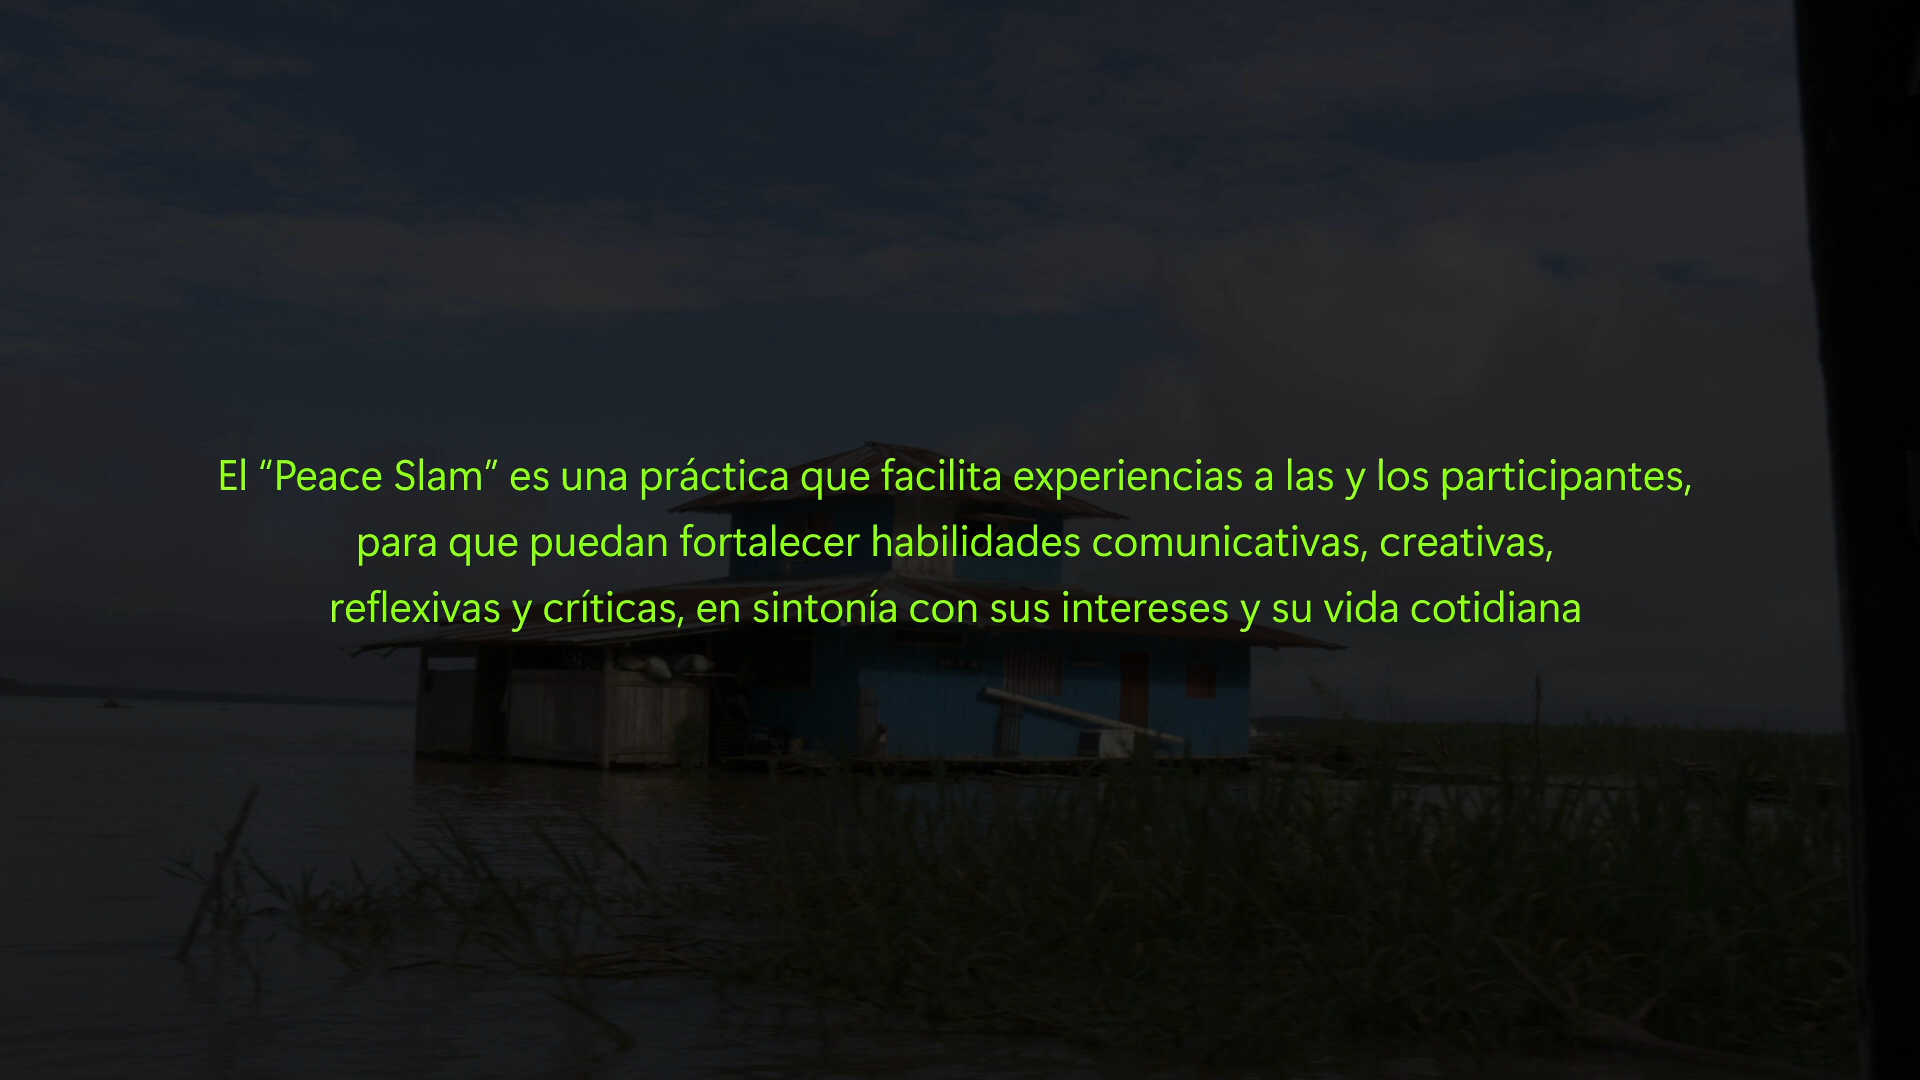 El “Peace Slam” es una práctica que facilita experiencias a las y los participantes,
para que puedan fortalecer habilidades comunicativas, creativas,
reflexivas y críticas, en sintonía con sus intereses y su vida cotidiana